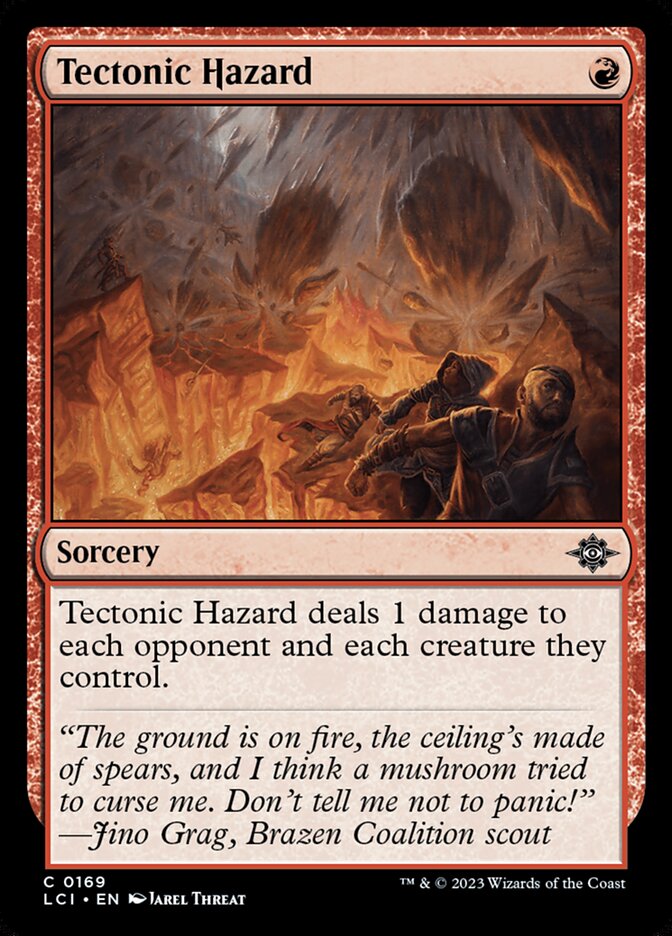 Tectonic Hazard
Sorcery
Tectonic Hazard deals 1 damage to
each opponent and each creature they
control.
“The ground is on fire, the ceiling’s made
of spears, and I think a mushroom tried
to curse me. Don’t tell me not to panic!”
—Jino Grag, Brazen Coalition scout
C 0169
LCI • EN Jarel Threat
™ & © 2023 Wizards of the Coast